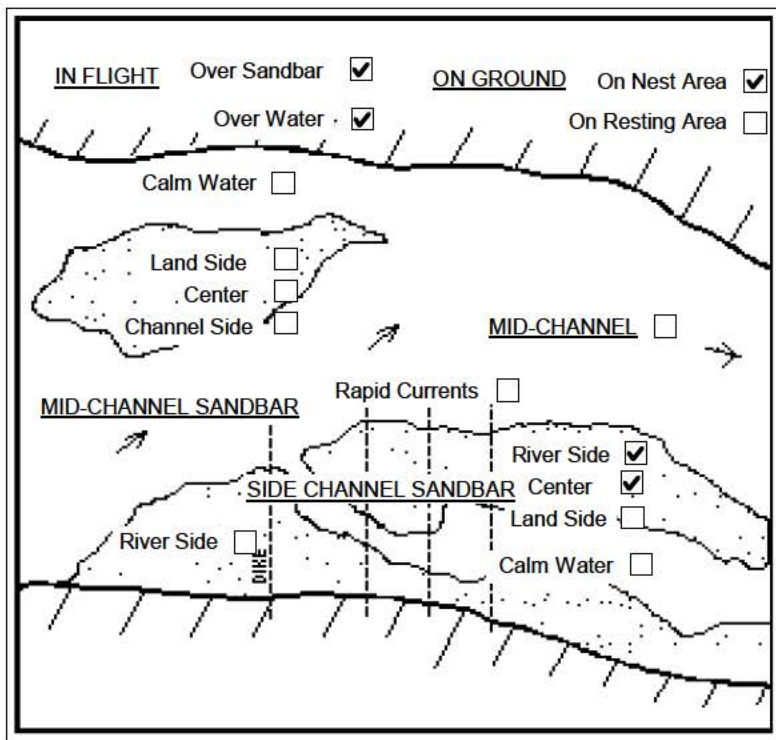 IN FLIGHT
Over Sandbar
Over Water
ON GROUND
On Nest Area
On Resting Area
Calm Water
Land Side
Center
Channel Side
MID-CHANNEL
MID-CHANNEL SANDBAR
Rapid Currents
SIDE CHANNEL SANDBAR
River Side
Center
Land Side
River Side
DIKE
Calm Water